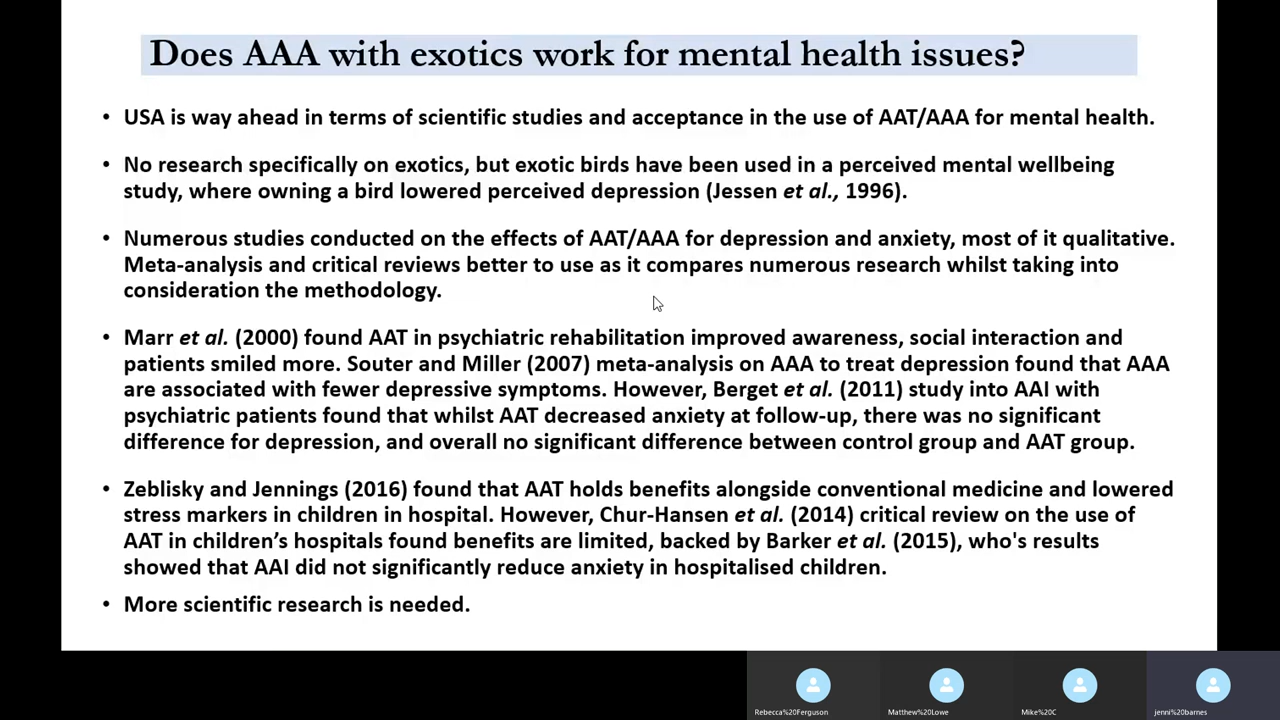 Does AAA with exotics work for mental health issues?
• USA is way ahead in terms of scientific studies and acceptance in the use of AAT/AAA for mental health.
• No research specifically on exotics, but exotic birds have been used in a perceived mental wellbeing
study, where owning a bird lowered perceived depression (Jessen et al., 1996).
• Numerous studies conducted on the effects of AAT/AAA for depression and anxiety, most of it qualitative.
Meta-analysis and critical reviews better to use as it compares numerous research whilst taking into
consideration the methodology.
• Marr et al. (2000) found AAT in psychiatric rehabilitation improved awareness, social interaction and
patients smiled more. Souter and Miller (2007) meta-analysis on AAA to treat depression found that AAA
are associated with fewer depressive symptoms. However, Berget et al. (2011) study into AAI with
psychiatric patients found that whilst AAT decreased anxiety at follow-up, there was no significant
difference for depression, and overall no significant difference between control group and AAT group.
• Zeblisky and Jennings (2016) found that AAT holds benefits alongside conventional medicine and lowered
stress markers in children in hospital. However, Chur-Hansen et al. (2014) critical review on the use of
AAT in children’s hospitals found benefits are limited, backed by Barker et al. (2015), who's results
showed that AAI did not significantly reduce anxiety in hospitalised children.
• More scientific research is needed.
Rebecca%20Ferguson
Matthew%20Lowe
Mike%20C
jenni%20barnes